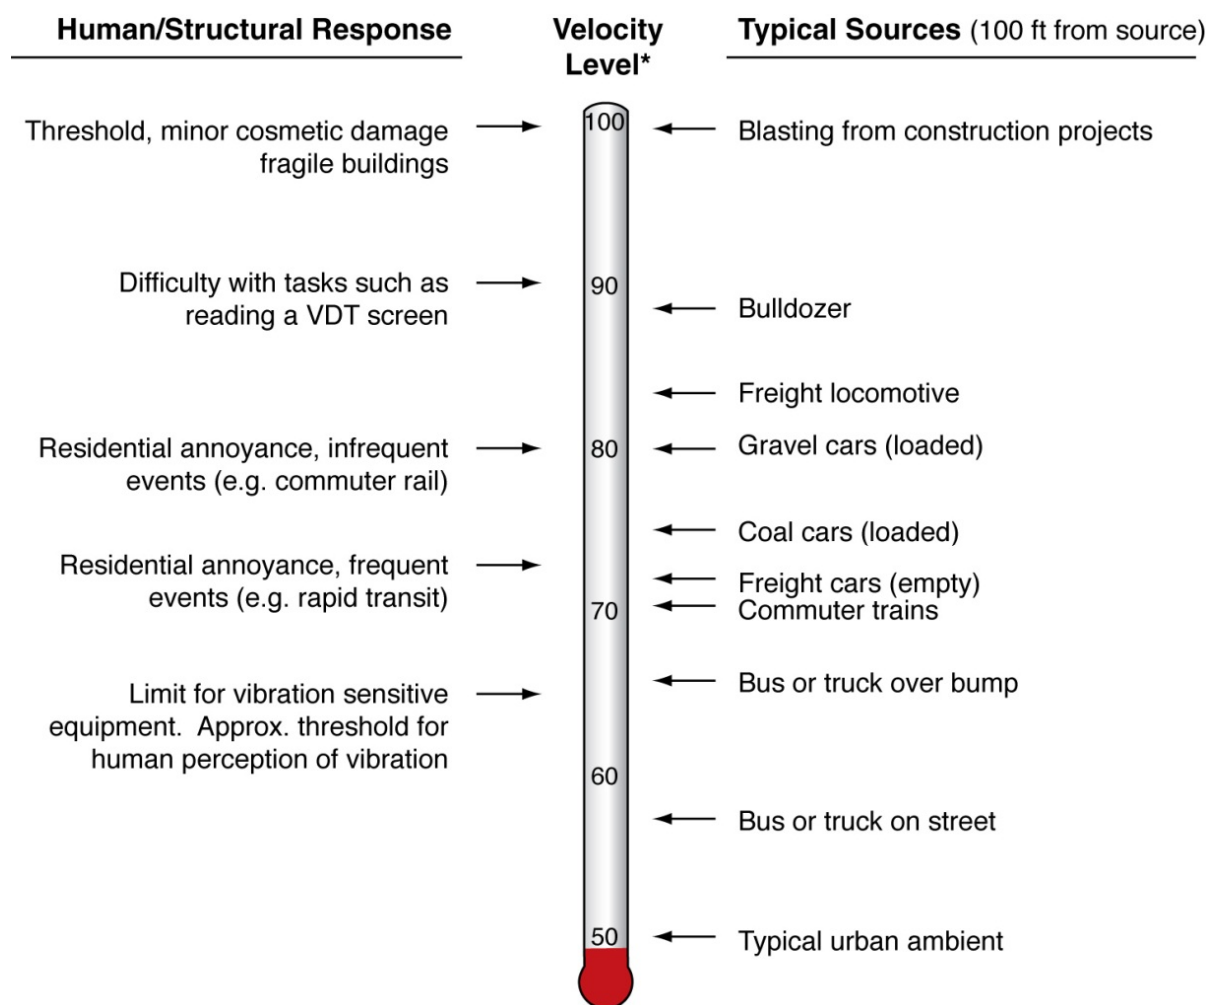 Human/Structural Response
Velocity
Level*
Typical Sources (100 ft from source)
Threshold, minor cosmetic damage
fragile buildings
100
Blasting from construction projects
Difficulty with tasks such as
reading a VDT screen
90
Bulldozer
Freight locomotive
Residential annoyance, infrequent
events (e.g. commuter rail)
80
Gravel cars (loaded)
Coal cars (loaded)
Residential annoyance, frequent
events (e.g. rapid transit)
Freight cars (empty)
70
Commuter trains
Limit for vibration sensitive
equipment. Approx. threshold for
human perception of vibration
Bus or truck over bump
60
Bus or truck on street
50
Typical urban ambient